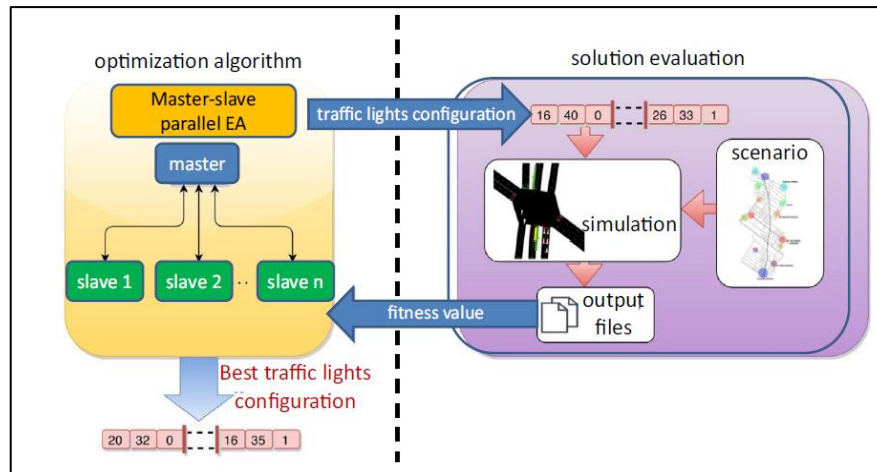 optimization algorithm
Master-slave
parallel EA
master
slave 1
slave 2
..
slave n
Best traffic lights
configuration
20 32 0 16 35 1
traffic lights configuration
fitness value
solution evaluation
16 40 0 26 33 1
scenario
simulation
output
files